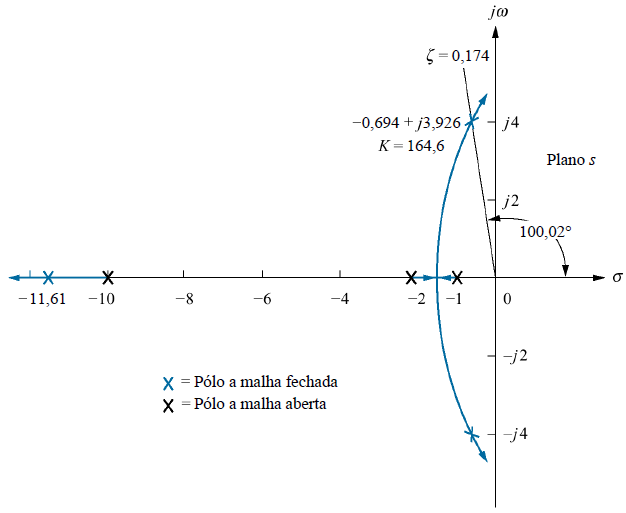 jω
ζ = 0,174
−0,694 + j3,926
K = 164,6
j4
Plano s
j2
100,02°
σ
−11,61
−10
−8
−6
−4
−2
−1
0
−j2
= Pólo a malha fechada
= Pólo a malha aberta
−j4